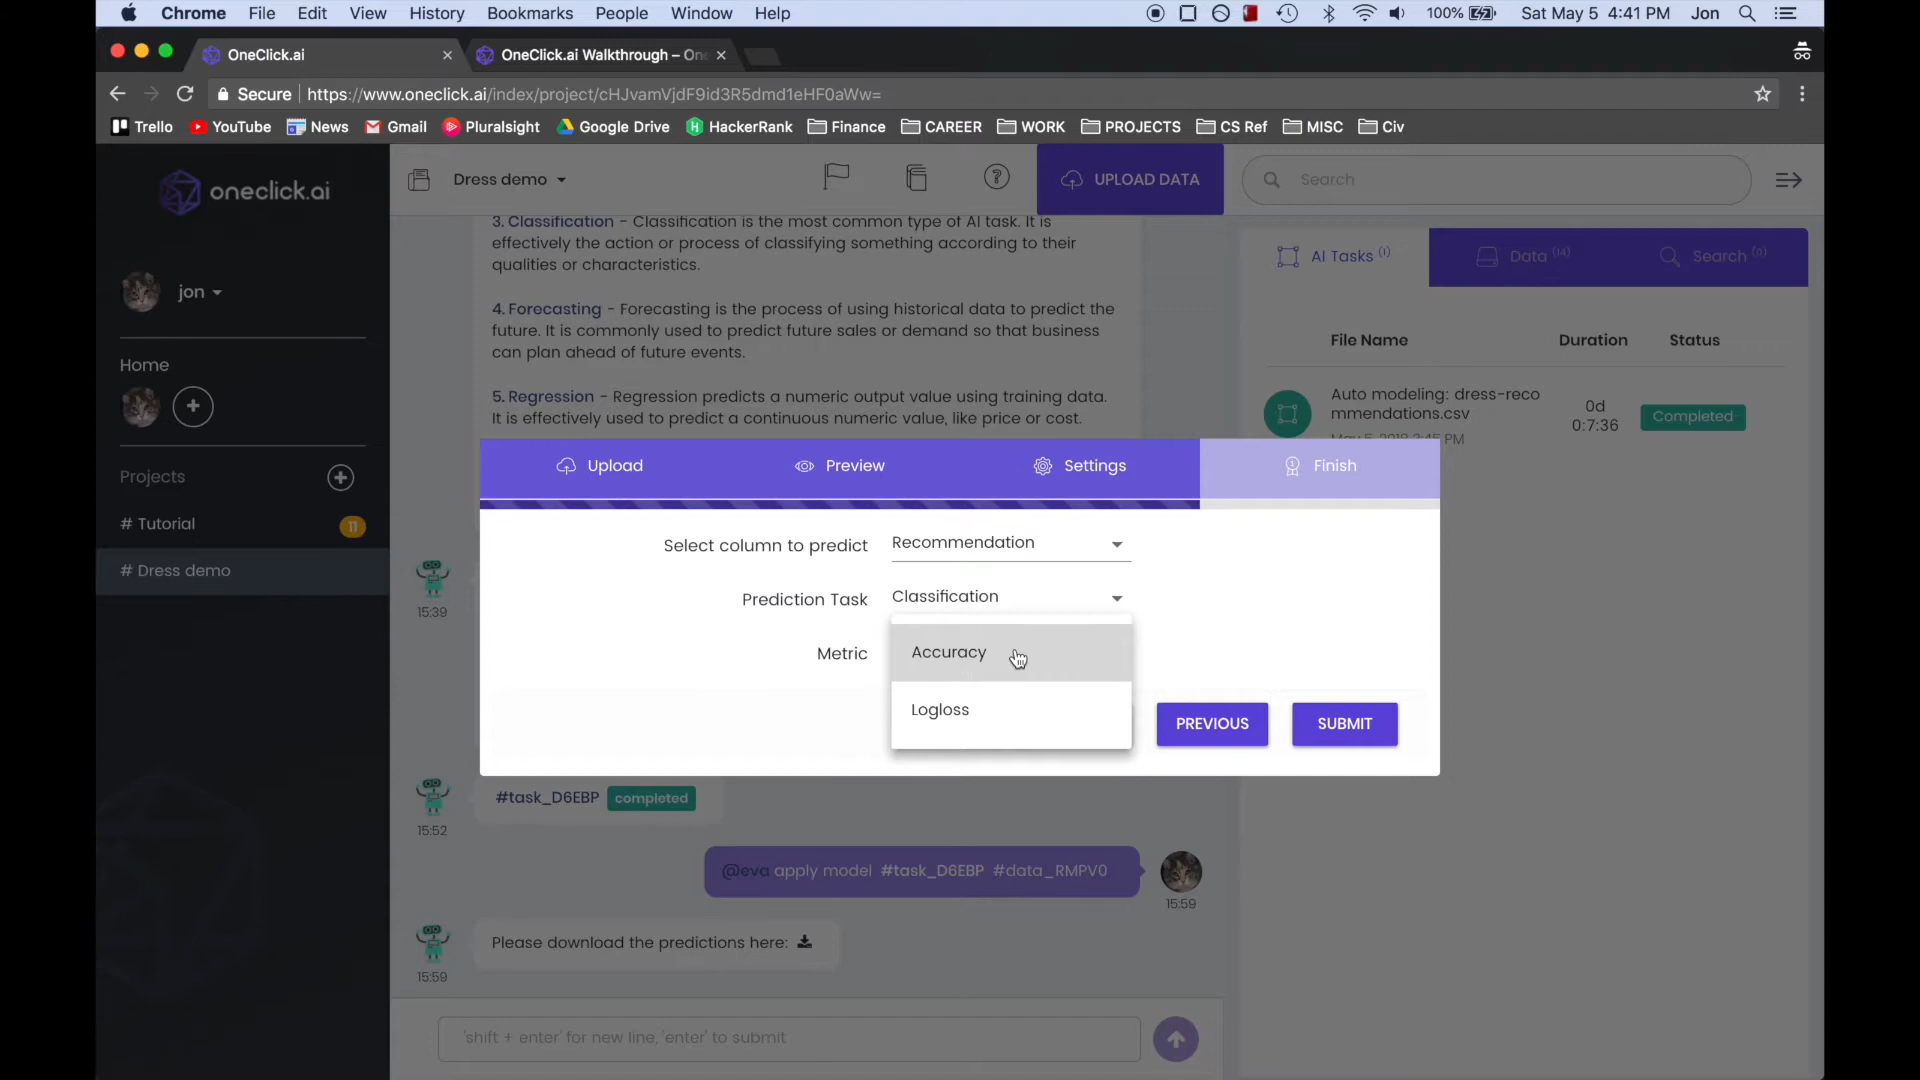 Chrome File Edit View History Bookmarks People Window Help 100% Sat May 5 4:41 PM Jon
OneClick.ai OneClick.ai Walkthrough – One
Secure https://www.oneclick.ai/index/project/cHJvamVjdF9id3R5dmd1eHF0aWw=
Trello YouTube News Gmail Pluralsight Google Drive HackerRank Finance CAREER WORK PROJECTS CS Ref MISC Civ
oneclick.ai
Dress demo
UPLOAD DATA
Search
jon
Home
Projects
# Tutorial 11
# Dress demo
3. Classification - Classification is the most common type of AI task. It is
effectively the action or process of classifying something according to their
qualities or characteristics.
4. Forecasting - Forecasting is the process of using historical data to predict the
future. It is commonly used to predict future sales or demand so that business
can plan ahead of future events.
5. Regression - Regression predicts a numeric output value using training data.
It is effectively used to predict a continuous numeric value, like price or cost.
Upload Preview Settings Finish
Select column to predict Recommendation
Prediction Task Classification
Metric
Accuracy
Logloss
PREVIOUS SUBMIT
15:39
#task_D6EBP completed
15:52
@eva apply model #task_D6EBP #data_RMPV0
15:59
Please download the predictions here:
15:59
'shift + enter' for new line, 'enter' to submit
AI Tasks (1) Data (14) Search (0)
File Name Duration Status
Auto modeling: dress-reco
mmendations.csv
0d
0:7:36
Completed
May 5, 2018 3:45 PM